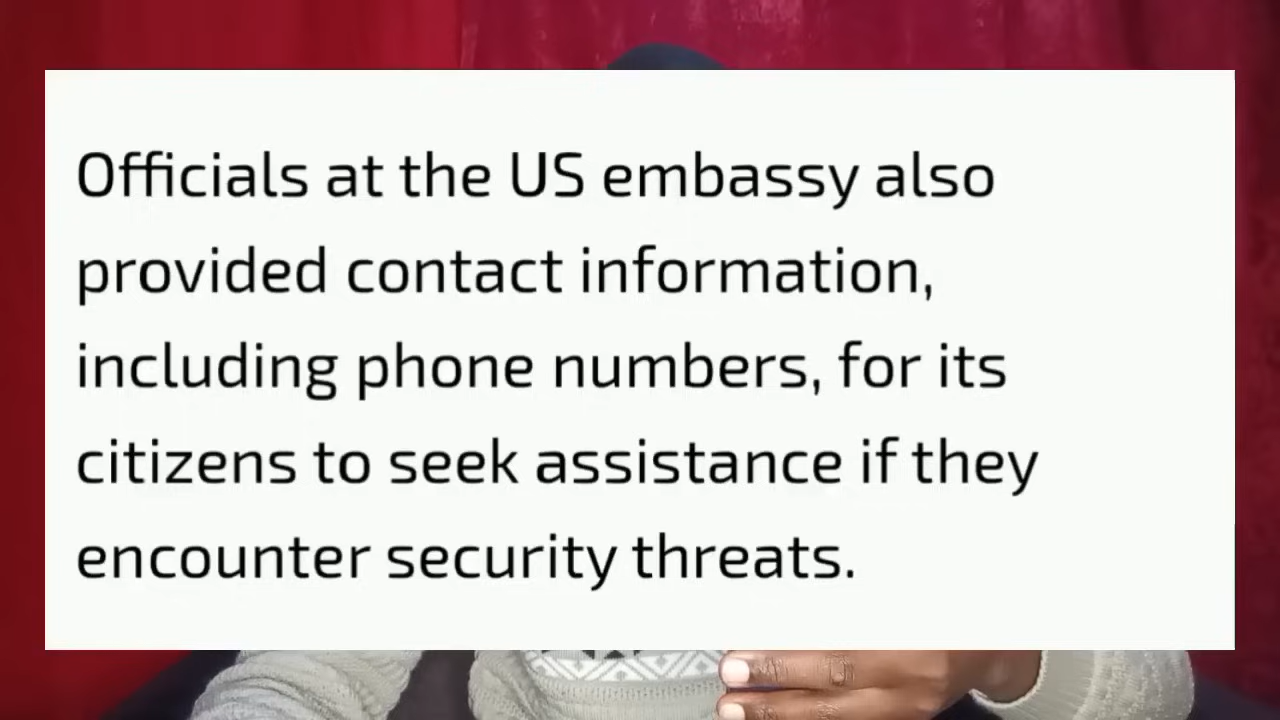 Officials at the US embassy also
provided contact information,
including phone numbers, for its
citizens to seek assistance if they
encounter security threats.